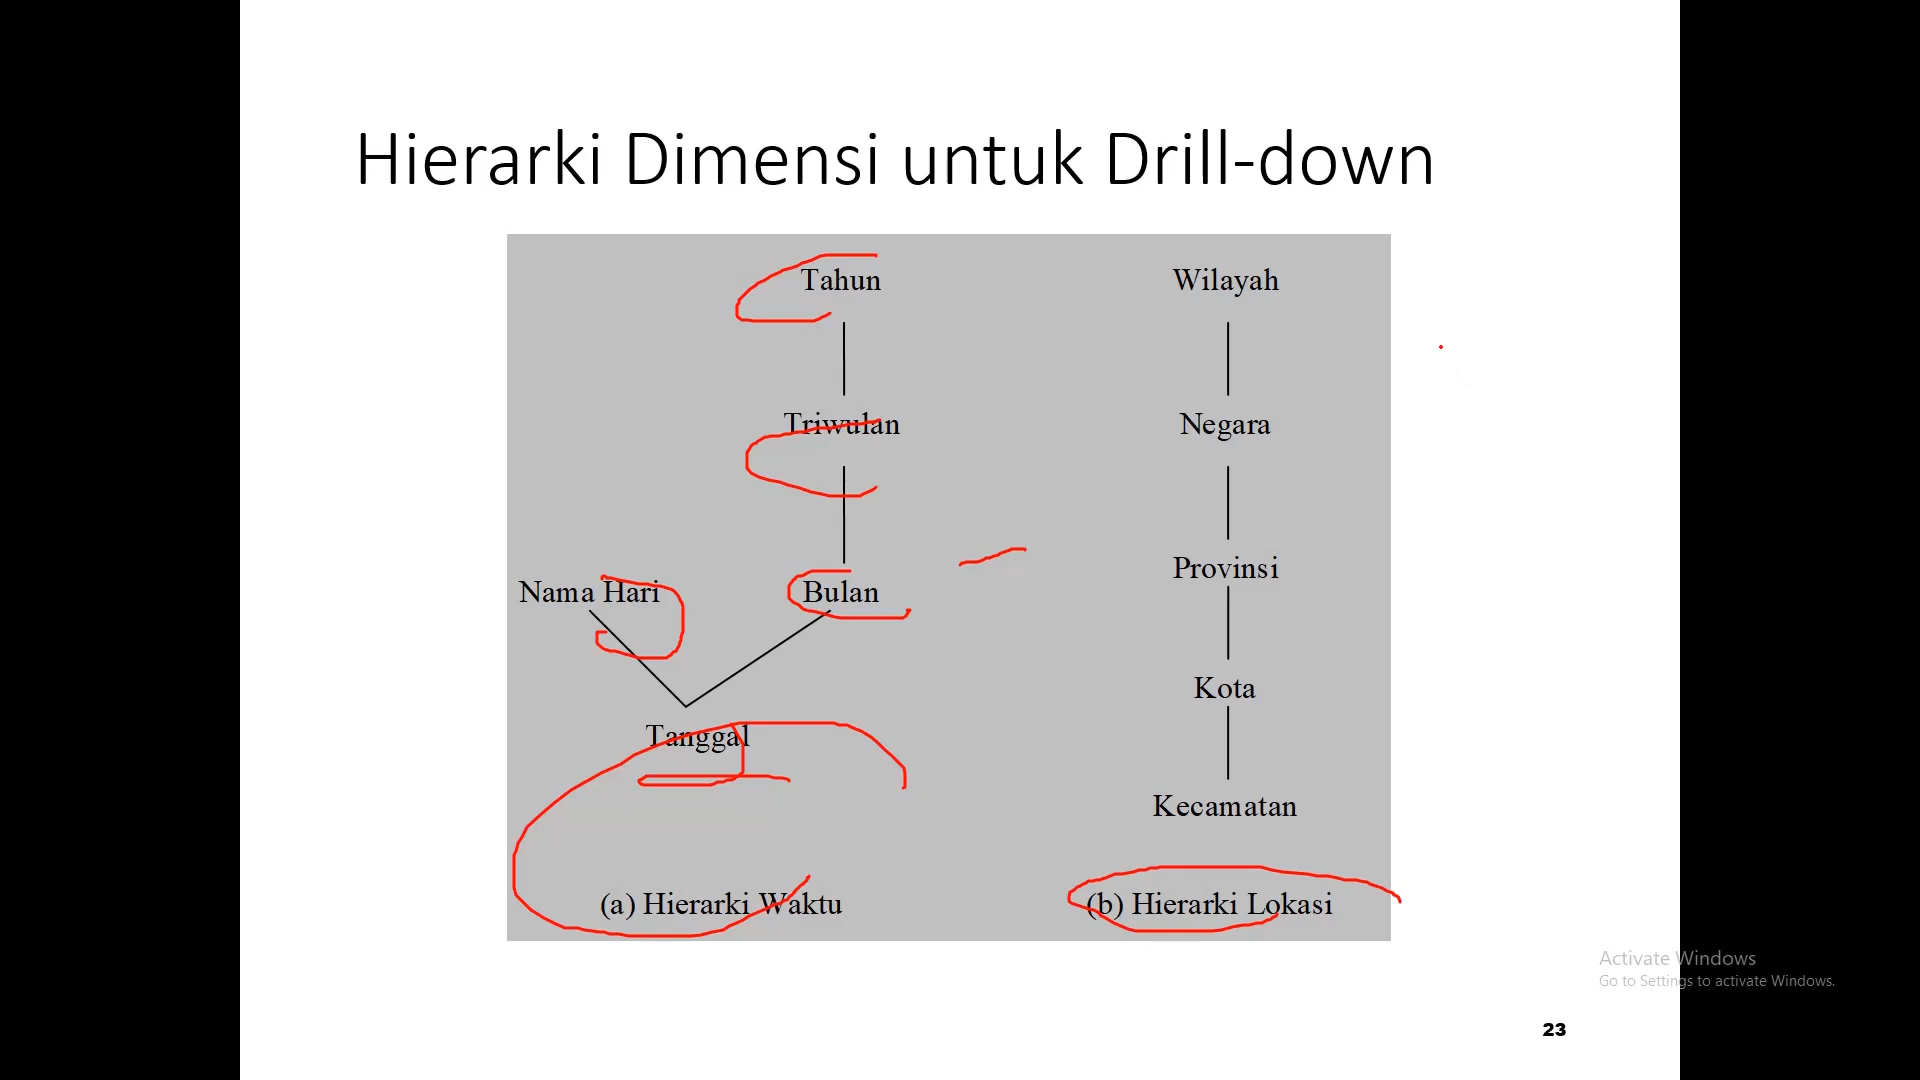 Hierarki Dimensi untuk Drill-down
Tahun
Triwulan
Nama Hari
Bulan
Tanggal
(a) Hierarki Waktu
Wilayah
Negara
Provinsi
Kota
Kecamatan
(b) Hierarki Lokasi
Activate Windows
Go to Settings to activate Windows.
23